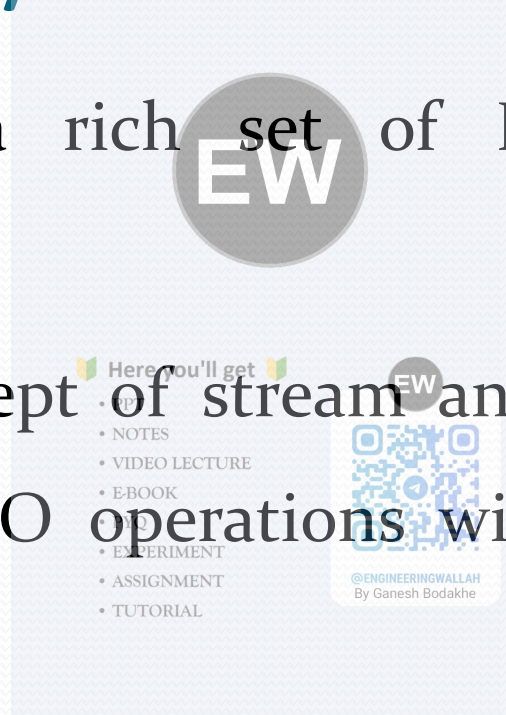 rich set of
EW
Here you'll get
ept of stream an
EW
• PPT
• NOTES
• VIDEO LECTURE
• E-BOOK
O operations wi
• PYQ
• EXPERIMENT
• ASSIGNMENT
• TUTORIAL
@ENGINEERINGWALLAH
By Ganesh Bodakhe